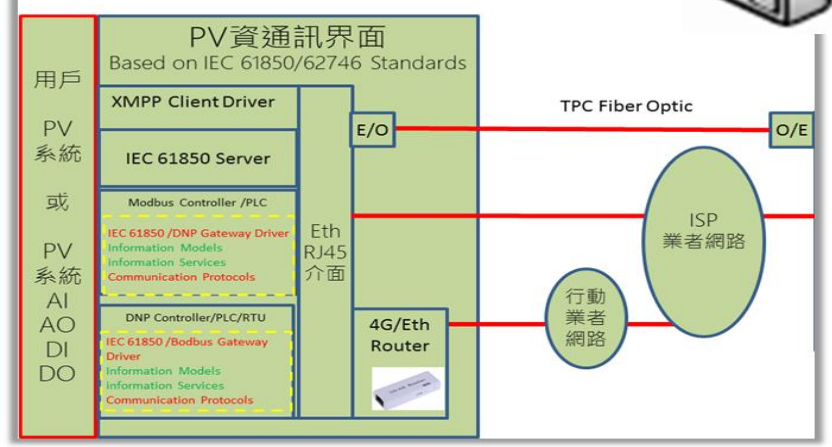 用戶
PV
系統
或
PV
系統
AI
AO
DI
DO
PV資通訊界面
Based on IEC 61850/62746 Standards
XMPP Client Driver
IEC 61850 Server
Modbus Controller /PLC
IEC 61850 /DNP Gateway Driver
Information Models
Information Services
Communication Protocols
DNP Controller/PLC/RTU
IEC 61850 /Bodbus Gateway
Driver
Information Models
information Services
Communication Protocols
Eth
RJ45
介面
E/O
4G/Eth
Router
TPC Fiber Optic
O/E
ISP
業者網路
行動
業者
網路